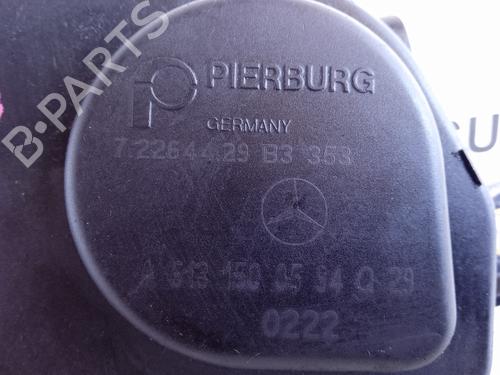 PIERBURG
GERMANY
7.22644.29 B3 353
A 613 150 05 94 Q 29
0222
B-PARTS